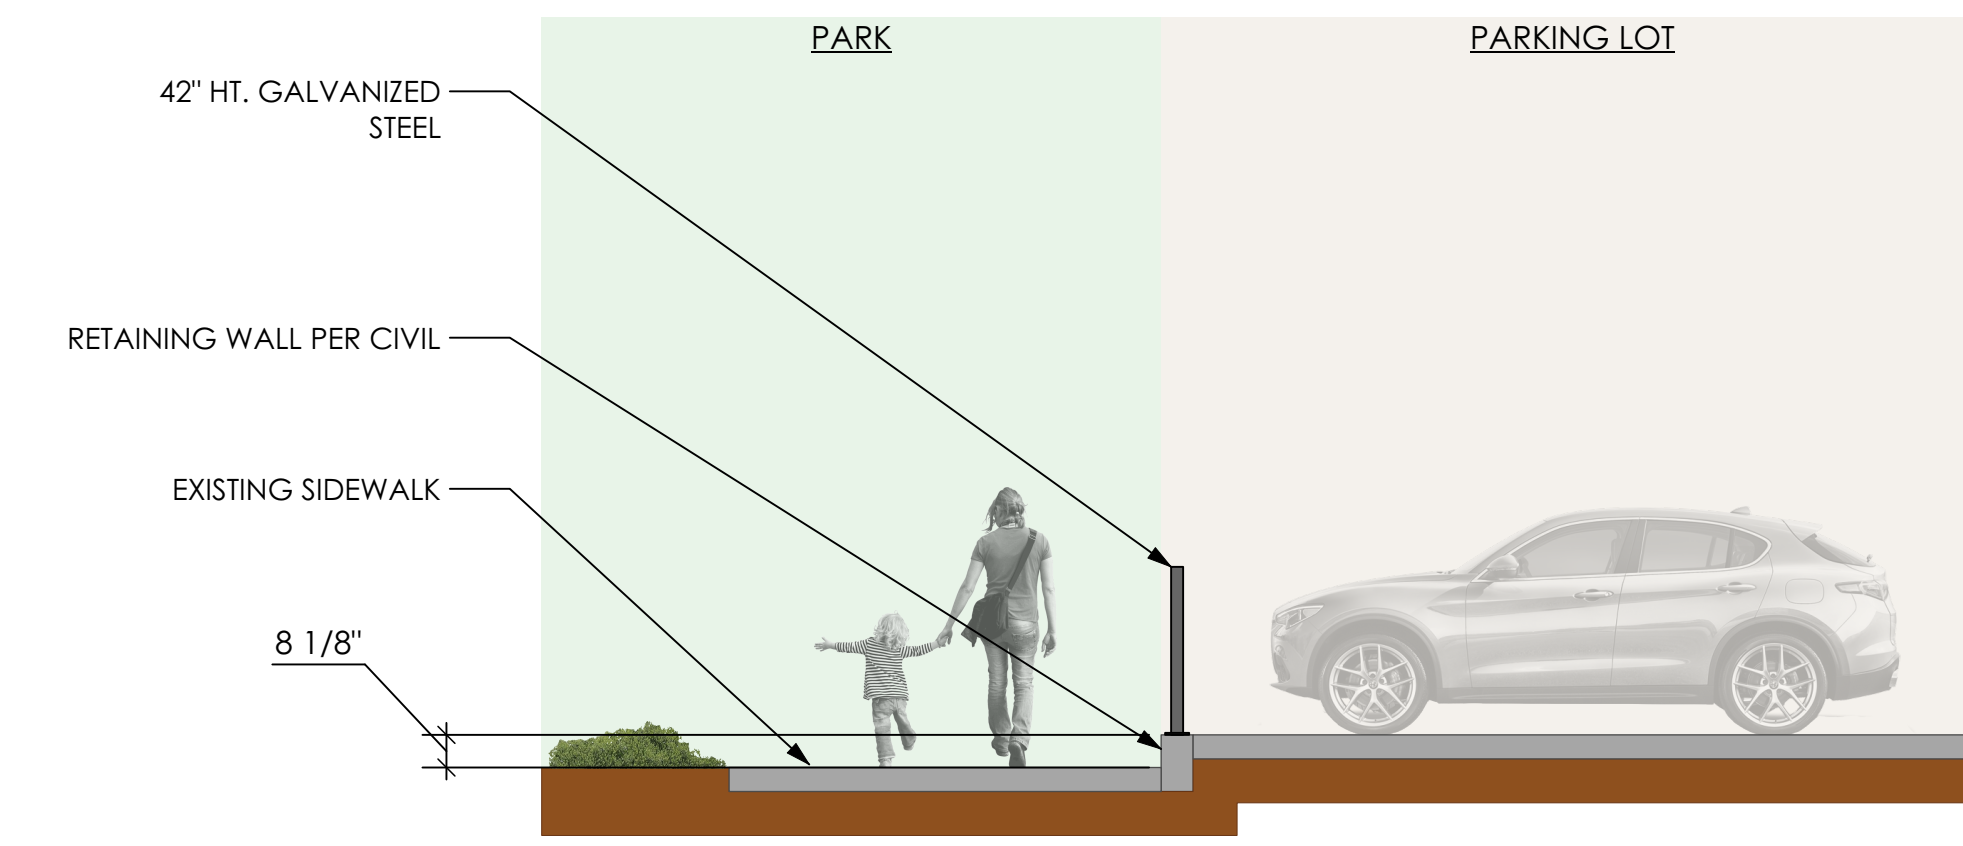 PARK
PARKING LOT
42" HT. GALVANIZED
STEEL
RETAINING WALL PER CIVIL
EXISTING SIDEWALK
8 1/8"